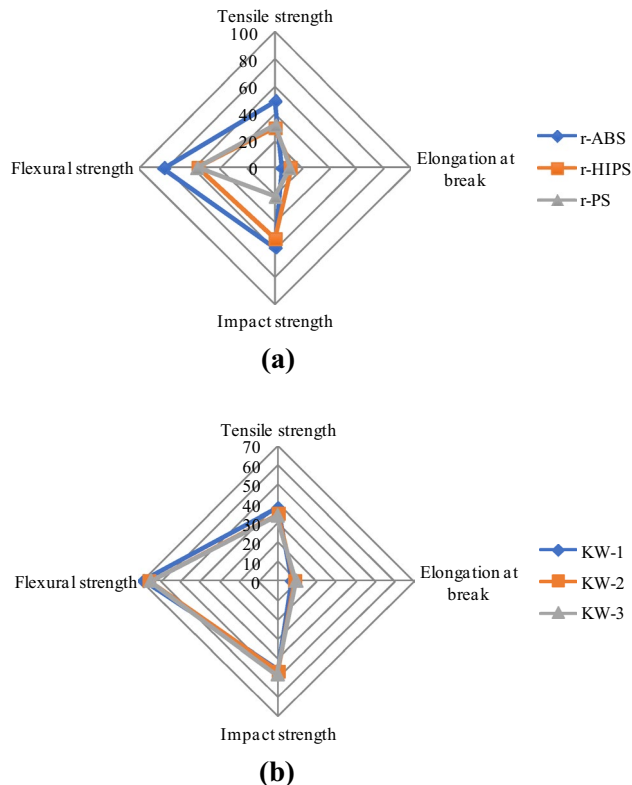 Tensile strength
100
80
60
40
20
0
Flexural strength
Elongation at
break
Impact strength
r-ABS
r-HIPS
r-PS
(a)
Tensile strength
70
60
50
40
30
20
10
0
Flexural strength
Elongation at
break
Impact strength
KW-1
KW-2
KW-3
(b)